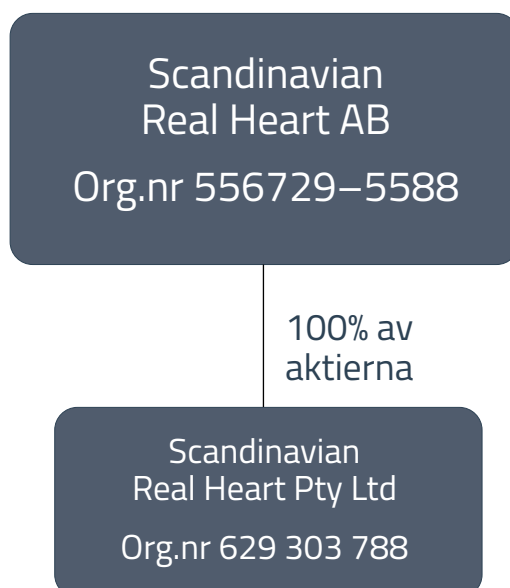 Scandinavian
Real Heart AB
Org.nr 556729–5588
100% av
aktierna
Scandinavian
Real Heart Pty Ltd
Org.nr 629 303 788